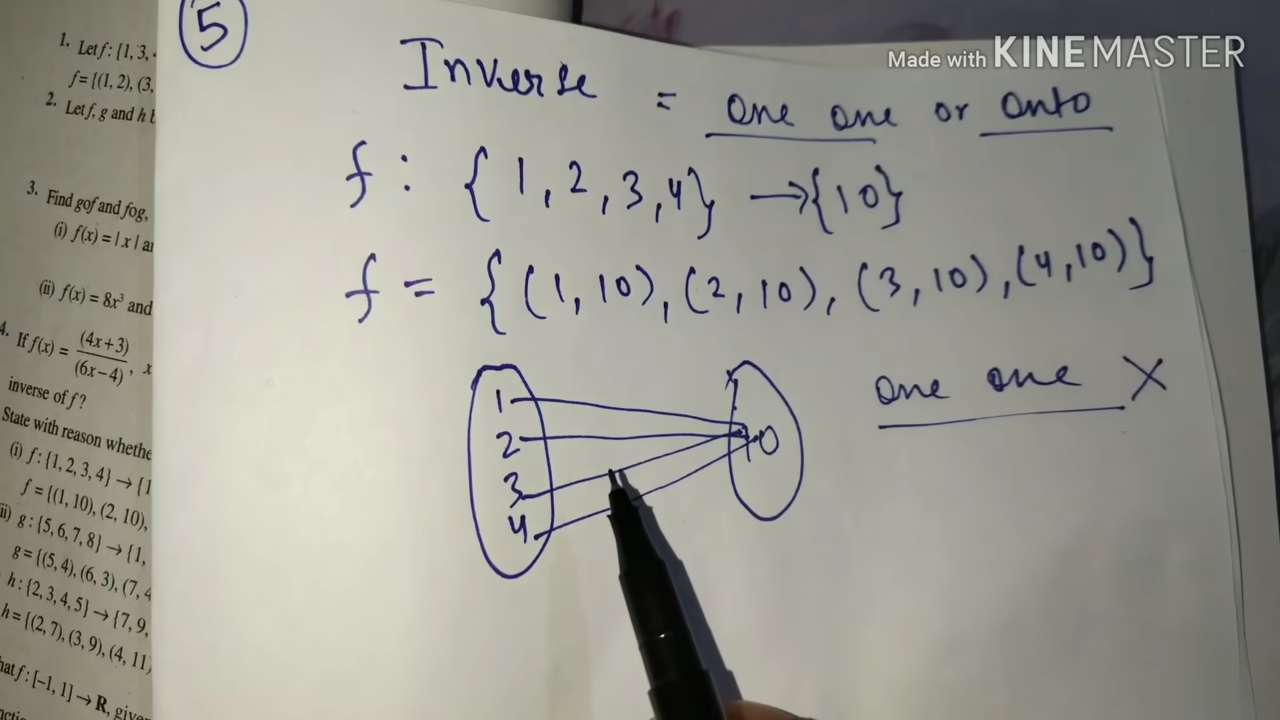 Made with KINEMASTER
5
Inverse = one one or onto
f : { 1, 2, 3, 4} → {10}
f = { (1, 10), (2, 10), (3, 10), (4, 10)}
one one X
1
2
3
4
10
1. Let f : {1, 3,
f = {(1, 2), (3,
2. Let f, g and h
3. Find gof and fog,
(i) f(x) = | x |
(ii) f(x) = 8x³ and
4. If f(x) = (4x+3)/(6x−4), x
inverse of f?
State with reason whethe
(i) f : {1, 2, 3, 4} → {1
f = {(1, 10), (2, 10),
ii) g : {5, 6, 7, 8} → {1,
g = {(5, 4), (6, 3), (7, 4
h : {2, 3, 4, 5} → {7, 9,
h = {(2, 7), (3, 9), (4, 11)
hat f : [−1, 1] → R, give